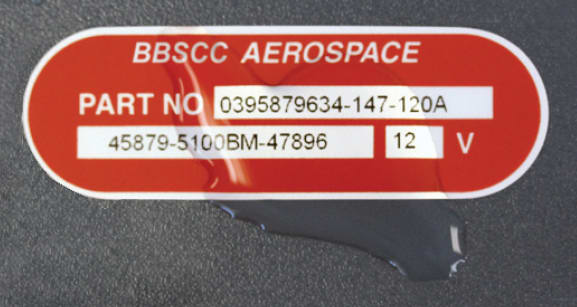 BBSCC AEROSPACE
PART NO 0395879634-147-120A
45879-5100BM-47896 12 V